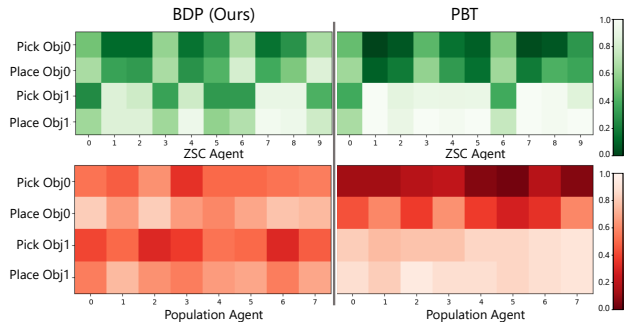 BDP (Ours) PBT
Pick Obj0
Place Obj0
Pick Obj1
Place Obj1
0 1 2 3 4 5 6 7 8 9 0 1 2 3 4 5 6 7 8 9
ZSC Agent ZSC Agent
1.0
0.8
0.6
0.4
0.2
0.0
Pick Obj0
Place Obj0
Pick Obj1
Place Obj1
0 1 2 3 4 5 6 7 0 1 2 3 4 5 6 7
Population Agent Population Agent
1.0
0.8
0.6
0.4
0.2
0.0